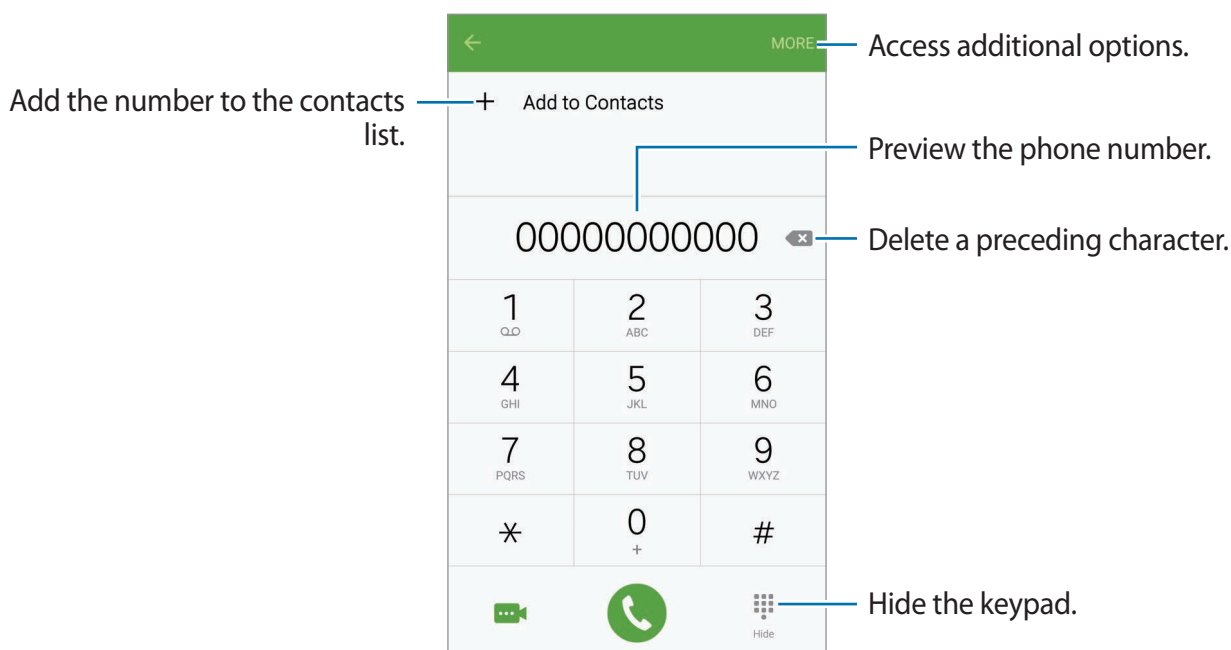 MORE
Access additional options.
Add the number to the contacts
list.
+ Add to Contacts
Preview the phone number.
00000000000
Delete a preceding character.
1 2 3
ABC DEF
4 5 6
GHI JKL MNO
7 8 9
PQRS TUV WXYZ
* 0 #
+
Hide the keypad.
Hide